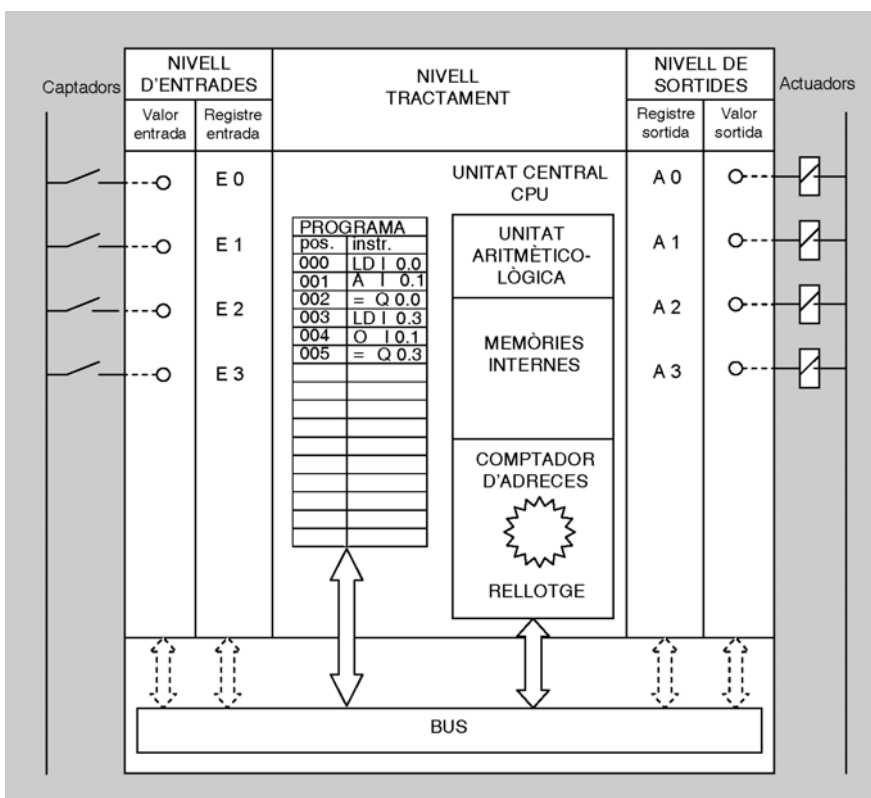 Captadors
NIVELL
D'ENTRADES
NIVELL
TRACTAMENT
NIVELL DE
SORTIDES
Actuadors
Valor
entrada
Registre
entrada
Registre
sortida
Valor
sortida
E 0
E 1
E 2
E 3
PROGRAMA
pos. instr.
000 LD I 0.0
001 A I 0.1
002 = Q 0.0
003 LD I 0.3
004 O I 0.1
005 = Q 0.3
UNITAT CENTRAL
CPU
UNITAT
ARITMÈTICO-
LÒGICA
MEMÒRIES
INTERNES
COMPTADOR
D'ADRECES
RELLOTGE
A 0
A 1
A 2
A 3
BUS